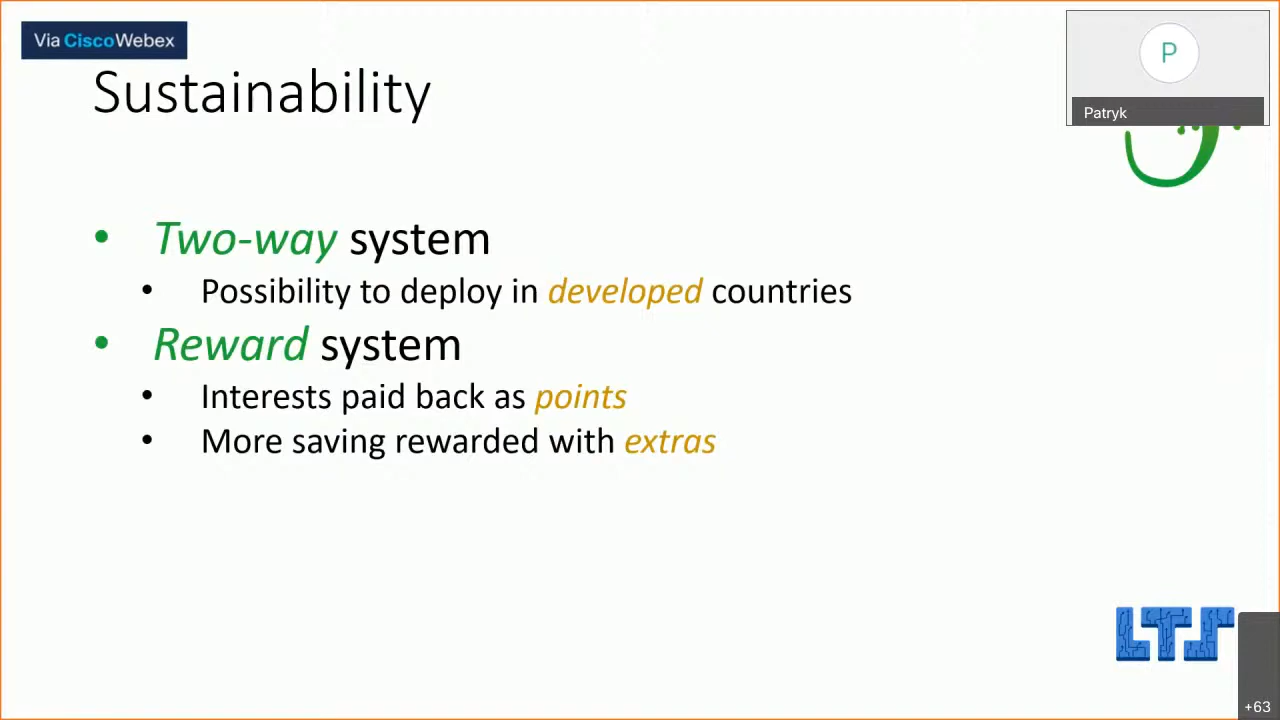 Via CiscoWebex
P
Patryk
Sustainability
• Two-way system
• Possibility to deploy in developed countries
• Reward system
• Interests paid back as points
• More saving rewarded with extras
LTS
+63